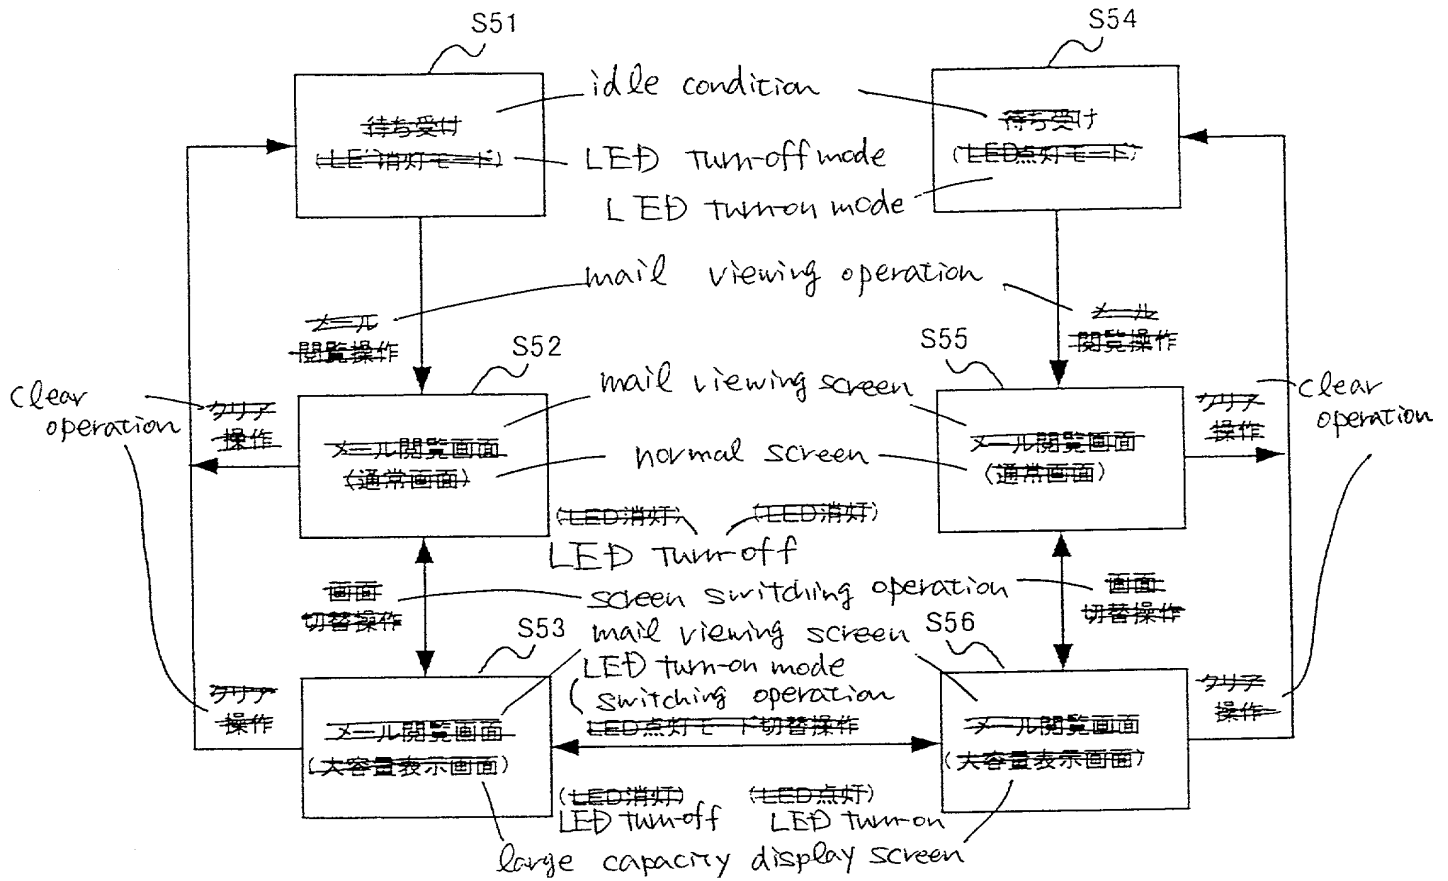 S51
S54
idle condition
待ち受け
(LED消灯モード)
待ち受け
(LED点灯モード)
LED turn-off mode
LED turn-on mode
mail viewing operation
メール
閲覧操作
メール
閲覧操作
S52
S55
clear
operation
クリア
操作
mail viewing screen
メール閲覧画面
(通常画面)
normal screen
メール閲覧画面
(通常画面)
クリア
操作
clear
operation
(LED消灯)
(LED消灯)
LED turn-off
画面
切替操作
screen switching operation
画面
切替操作
S53
mail viewing screen
S56
LED turn-on mode
switching operation
クリア
操作
メール閲覧画面
(大容量表示画面)
LED点灯モード切替操作
メール閲覧画面
(大容量表示画面)
クリア
操作
(LED消灯)
(LED点灯)
LED turn-off
LED turn-on
large capacity display screen